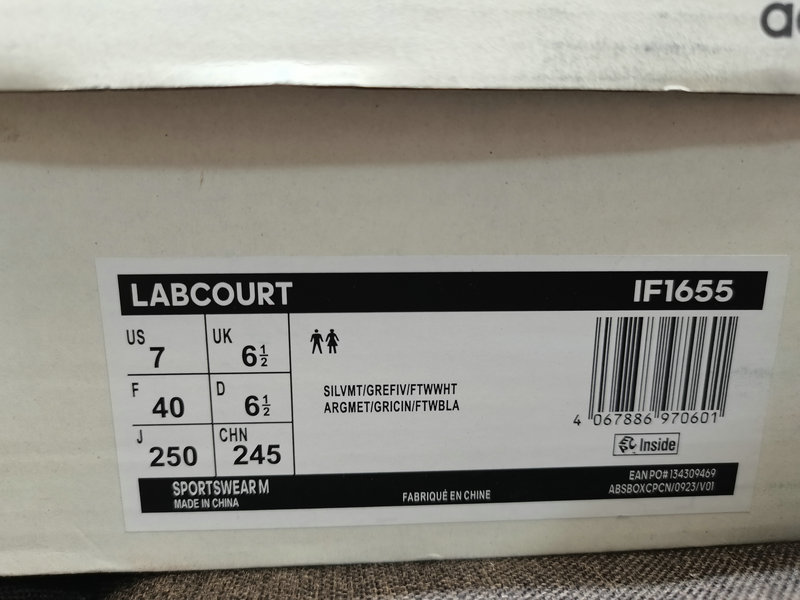 LABCOURT IF1655
US 7 UK 6½
F 40 D 6½
J 250 CHN 245
SILVMT/GREFIV/FTWWHT
ARGMET/GRICIN/FTWBLA
4 067886 970601
Inside
SPORTSWEAR M
MADE IN CHINA
FABRIQUÉ EN CHINE
EAN PO# 134309469
ABSBOXCPCN/0923/V01